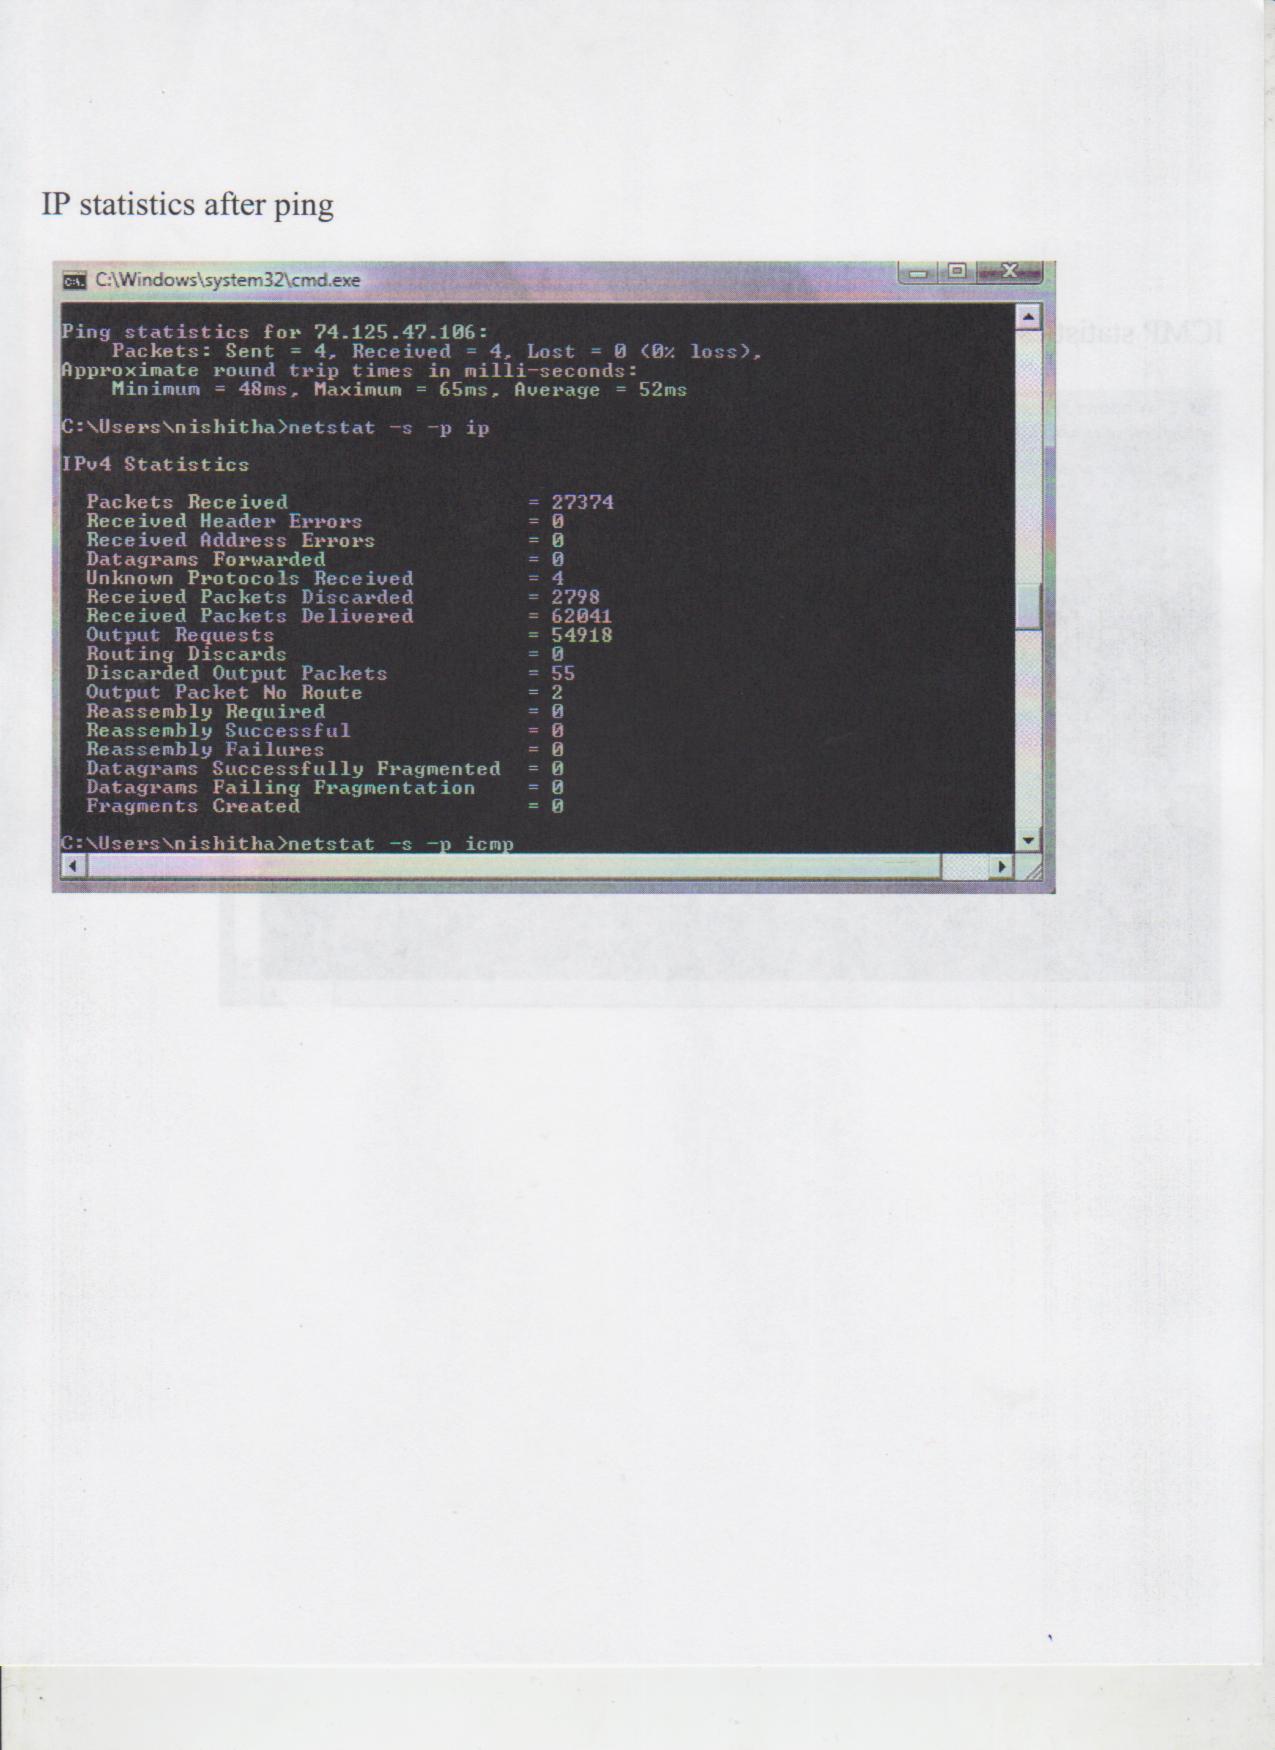 IP statistics after ping
C:\Windows\system32\cmd.exe
Ping statistics for 74.125.47.106:
    Packets: Sent = 4, Received = 4, Lost = 0 (0% loss),
Approximate round trip times in milli-seconds:
    Minimum = 48ms, Maximum = 65ms, Average = 52ms
C:\Users\nishitha>netstat -s -p ip
IPv4 Statistics
  Packets Received                   = 27374
  Received Header Errors             = 0
  Received Address Errors            = 0
  Datagrams Forwarded                = 0
  Unknown Protocols Received         = 4
  Received Packets Discarded         = 2798
  Received Packets Delivered         = 62041
  Output Requests                    = 54918
  Routing Discards                   = 0
  Discarded Output Packets           = 55
  Output Packet No Route             = 2
  Reassembly Required                = 0
  Reassembly Successful              = 0
  Reassembly Failures                = 0
  Datagrams Successfully Fragmented  = 0
  Datagrams Failing Fragmentation    = 0
  Fragments Created                  = 0
C:\Users\nishitha>netstat -s -p icmp